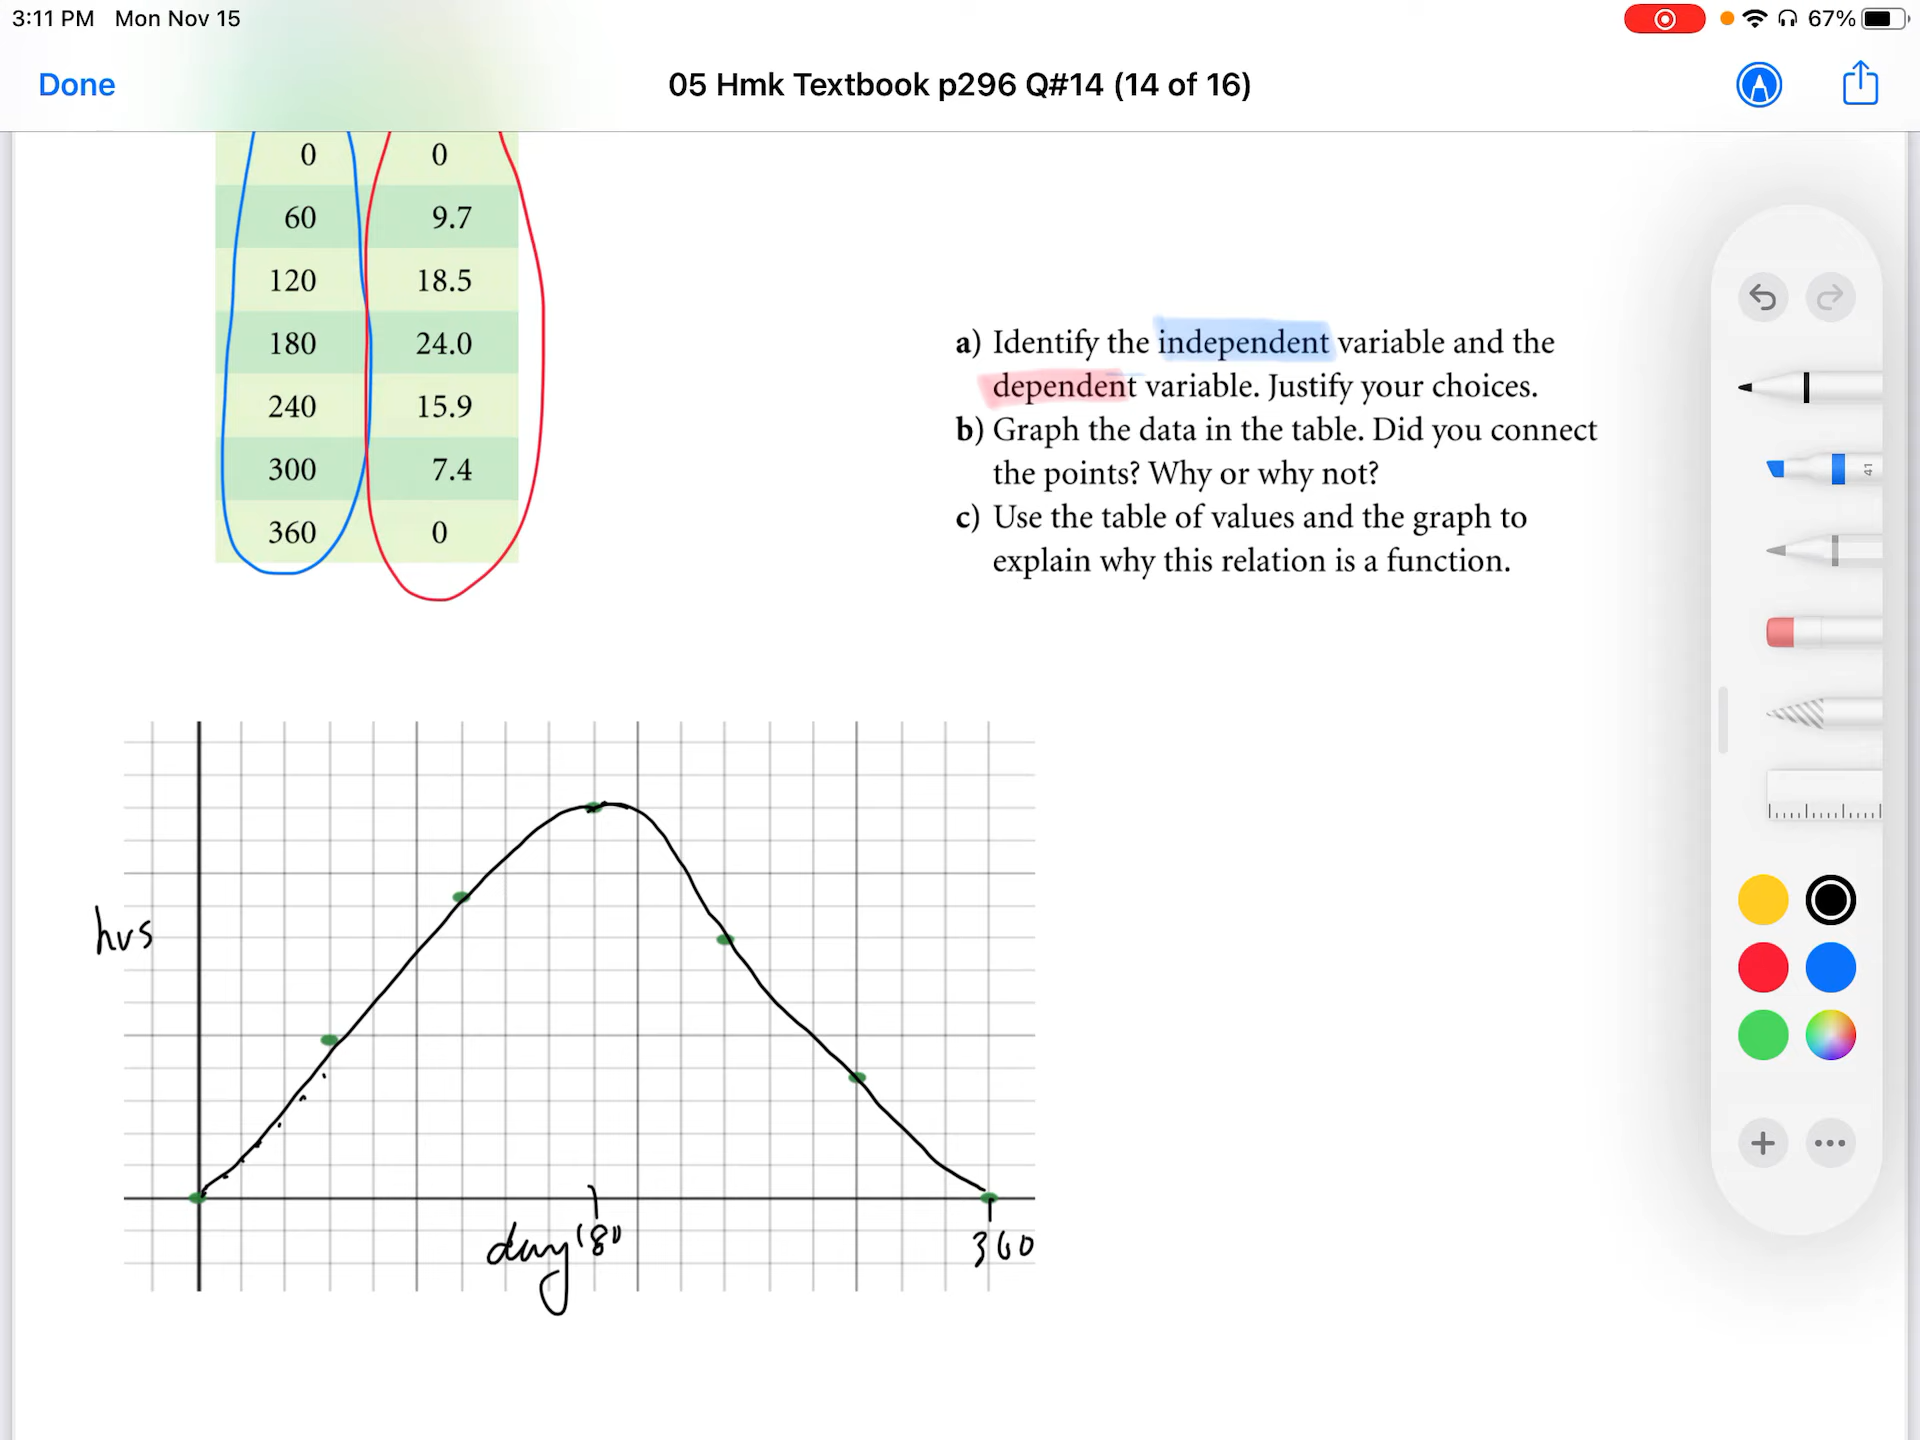 3:11 PM Mon Nov 15
67%
Done
05 Hmk Textbook p296 Q#14 (14 of 16)
0 0
60 9.7
120 18.5
180 24.0
240 15.9
300 7.4
360 0
a) Identify the independent variable and the
dependent variable. Justify your choices.
b) Graph the data in the table. Did you connect
the points? Why or why not?
c) Use the table of values and the graph to
explain why this relation is a function.
41
hrs
day 180
360